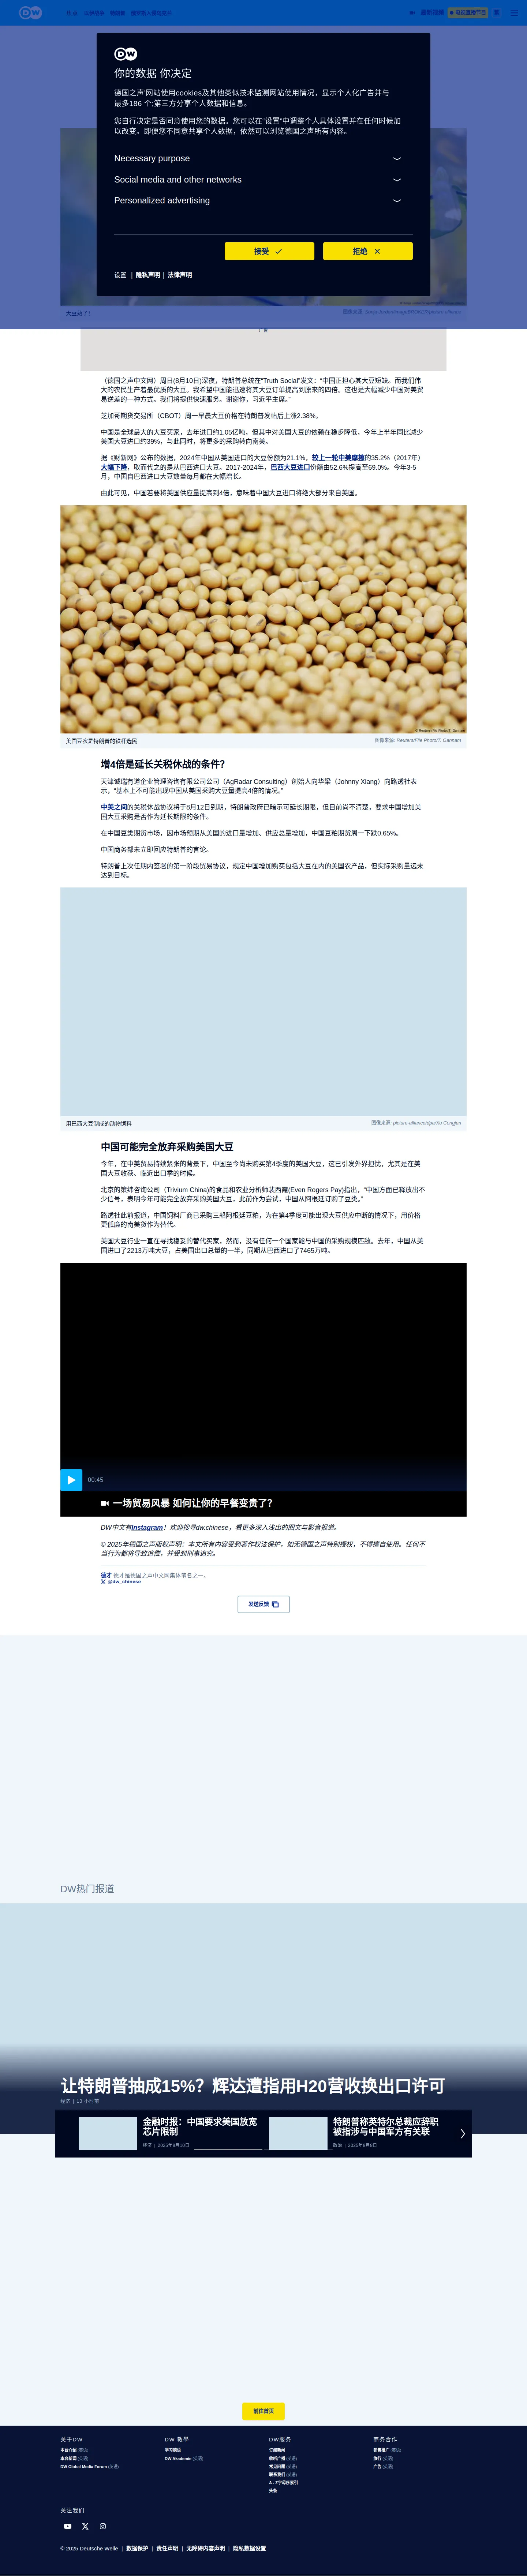 DW
最新视频
电视直播节目
DW
你的数据 你决定
德国之声'网站使用cookies及其他类似技术监测网站使用情况，显示个人化广告并与
最多186 个;第三方分享个人数据和信息。
您自行决定是否同意使用您的数据。您可以在“设置”中调整个人具体设置并在任何时候加
以改变。即便您不同意共享个人数据，依然可以浏览德国之声所有内容。
Necessary purpose
Social media and other networks
Personalized advertising
接受
拒绝
设置 | 隐私声明 | 法律声明
大豆熟了!
广告
（德国之声中文网）周日(8月10日)深夜，特朗普总统在“Truth Social”发文：“中国正担心其大豆短缺。而我们伟
大的农民生产着最优质的大豆。我希望中国能迅速将其大豆订单提高到原来的四倍。这也是大幅减少中国对美贸
易逆差的一种方式。我们将提供快速服务。谢谢你，习近平主席。”
芝加哥期货交易所（CBOT）周一早晨大豆价格在特朗普发帖后上涨2.38%。
中国是全球最大的大豆买家，去年进口约1.05亿吨，但其中对美国大豆的依赖在稳步降低，今年上半年同比减少
美国大豆进口约39%，与此同时，将更多的采购转向南美。
据《财新网》公布的数据，2024年中国从美国进口的大豆份额为21.1%，较上一轮中美摩擦的35.2%（2017年）
大幅下降，取而代之的是从巴西进口大豆。2017-2024年，巴西大豆进口份额由52.6%提高至69.0%。今年3-5
月，中国自巴西进口大豆数量每月都在大幅增长。
由此可见，中国若要将美国供应量提高到4倍，意味着中国大豆进口将绝大部分来自美国。
© Reuters/File Photo/T. Gannam
美国豆农是特朗普的铁杆选民
图像来源: Reuters/File Photo/T. Gannam
增4倍是延长关税休战的条件？
天津诚瑞有道企业管理咨询有限公司公司（AgRadar Consulting）创始人向华梁（Johnny Xiang）向路透社表
示，“基本上不可能出现中国从美国采购大豆量提高4倍的情况。”
中美之间的关税休战协议将于8月12日到期，特朗普政府已暗示可延长期限，但目前尚不清楚，要求中国增加美
国大豆采购是否作为延长期限的条件。
在中国豆类期货市场，因市场预期从美国的进口量增加、供应总量增加，中国豆粕期货周一下跌0.65%。
中国商务部未立即回应特朗普的言论。
特朗普上次任期内签署的第一阶段贸易协议，规定中国增加购买包括大豆在内的美国农产品，但实际采购量远未
达到目标。
用巴西大豆制成的动物饲料
图像来源: picture-alliance/dpa/Xu Congjun
中国可能完全放弃采购美国大豆
今年，在中美贸易持续紧张的背景下，中国至今尚未购买第4季度的美国大豆，这已引发外界担忧，尤其是在美
国大豆收获、临近出口季的时候。
北京的策纬咨询公司（Trivium China)的食品和农业分析师裴西霞(Even Rogers Pay)指出，“中国方面已释放出不
少信号，表明今年可能完全放弃采购美国大豆，此前作为尝试，中国从阿根廷订购了豆类。”
路透社此前报道，中国饲料厂商已采购三船阿根廷豆粕，为在第4季度可能出现大豆供应中断的情况下，用价格
更低廉的南美货作为替代。
美国大豆行业一直在寻找稳妥的替代买家，然而，没有任何一个国家能与中国的采购规模匹敌。去年，中国从美
国进口了2213万吨大豆，占美国出口总量的一半，同期从巴西进口了7465万吨。
00:45
一场贸易风暴 如何让你的早餐变贵了？
DW中文有Instagram！欢迎搜寻dw.chinese，看更多深入浅出的图文与影音报道。
© 2025年德国之声版权声明：本文所有内容受到著作权法保护，如无德国之声特别授权，不得擅自使用。任何不
当行为都将导致追偿，并受到刑事追究。
德才 德才是德国之声中文网集体笔名之一。
@dw_chinese
发送反馈
DW热门报道
让特朗普抽成15%？辉达遭指用H20营收换出口许可
经济 | 13 小时前
金融时报：中国要求美国放宽
芯片限制
经济 | 2025年8月10日
特朗普称英特尔总裁应辞职
被指涉与中国军方有关联
政治 | 2025年8月8日
前往首页
关于DW
本台介绍 (英语)
本台新闻 (英语)
DW Global Media Forum (英语)
DW 教學
学习德语
DW Akademie (英语)
DW服务
订阅新闻
收听广播 (英语)
常见问题 (英语)
联系我们 (英语)
A - Z字母序索引
头条
商务合作
销售推广 (英语)
旅行 (英语)
广告 (英语)
关注我们
© 2025 Deutsche Welle | 数据保护 | 责任声明 | 无障碍内容声明 | 隐私数据设置